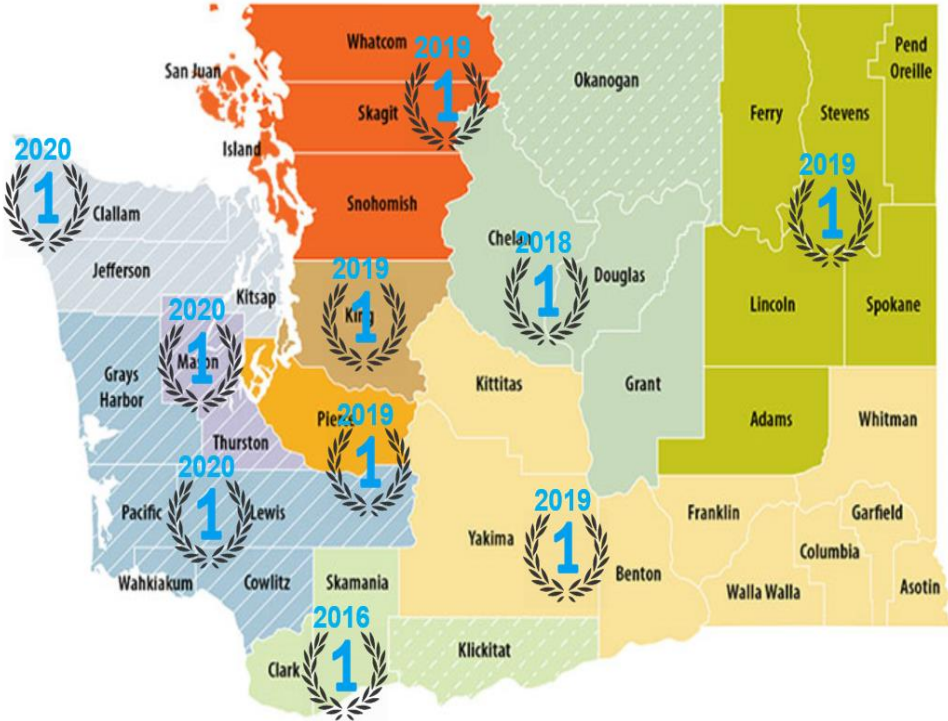 Whatcom
2019
1
San Juan
Skagit
Island
Snohomish
Okanogan
Pend
Oreille
Ferry
Stevens
2019
1
2020
1
Clallam
Jefferson
Kitsap
2019
King
1
Chelan
2018
1
Douglas
Lincoln
Spokane
2020
Mason
1
Grays
Harbor
Thurston
Pierce
2019
1
Kittitas
Grant
Adams
Whitman
2020
1
Pacific
Lewis
Wahkiakum
Cowlitz
Skamania
Yakima
2019
1
Benton
Franklin
Walla Walla
Columbia
Garfield
Asotin
2016
1
Clark
Klickitat